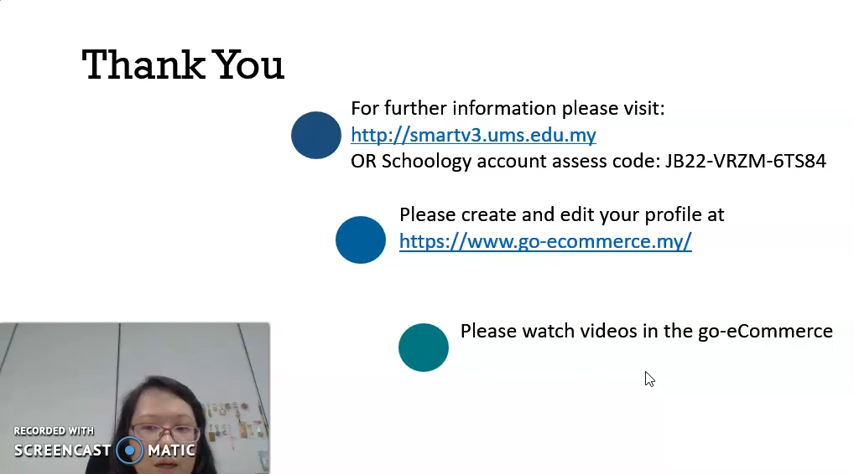 Thank You
For further information please visit:
http://smartv3.ums.edu.my
OR Schoology account assess code: JB22-VRZM-6TS84
Please create and edit your profile at
https://www.go-ecommerce.my/
Please watch videos in the go-eCommerce
RECORDED WITH
SCREENCAST MATIC